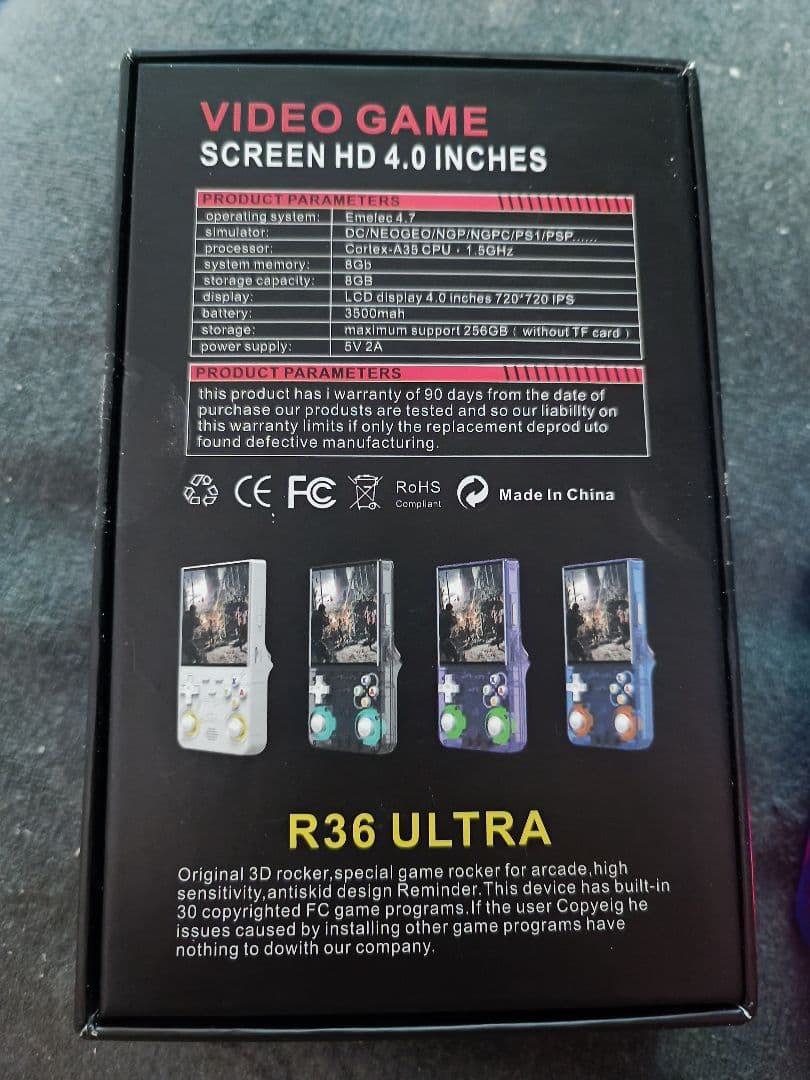 VIDEO GAME
SCREEN HD 4.0 INCHES
PRODUCT PARAMETERS
operating system: Emelec 4.7
simulator: DC/NEOGEO/NGP/NGPC/PS1/PSP......
processor: Cortex-A35 CPU · 1.5GHz
system memory: 8Gb
storage capacity: 8GB
display: LCD display 4.0 inches 720*720 IPS
battery: 3500mah
storage: maximum support 256GB ( without TF card )
power supply: 5V 2A
PRODUCT PARAMETERS
this product has i warranty of 90 days from the date of
purchase our produsts are tested and so our liability on
this warranty limits if only the replacement deprod uto
found defective manufacturing.
CE FC RoHS Compliant Made In China
R36 ULTRA
Original 3D rocker,special game rocker for arcade,high
sensitivity,antiskid design Reminder.This device has built-in
30 copyrighted FC game programs.If the user Copyeig he
issues caused by installing other game programs have
nothing to dowith our company.